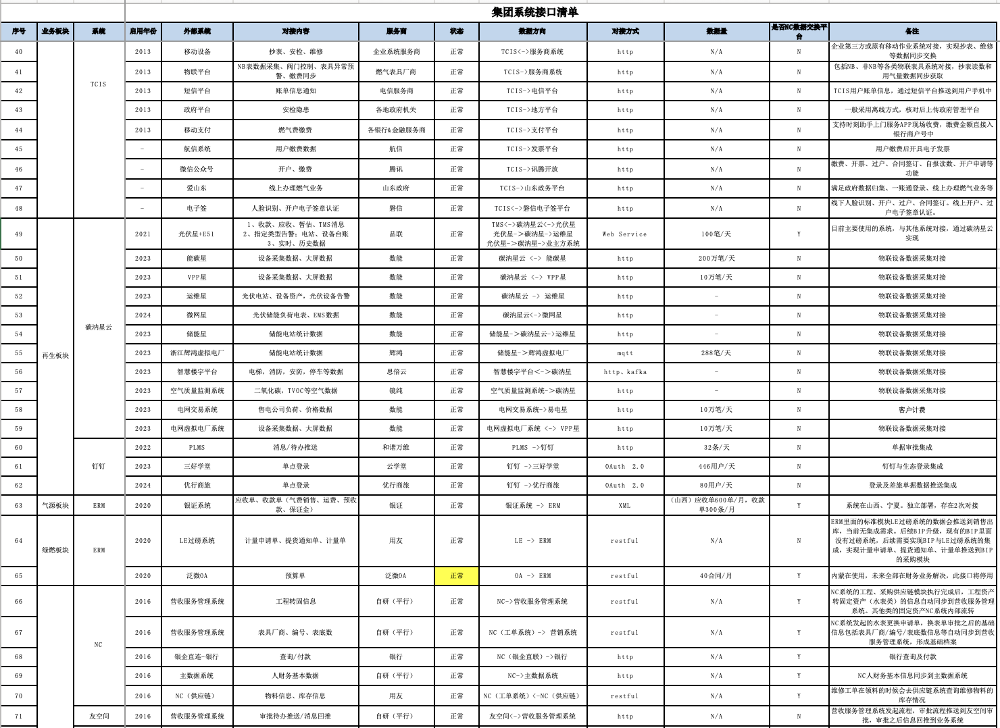 集团系统接口清单
序号 业务板块 系统 启用年份 外部系统 对接内容 服务商 状态 数据方向 对接方式 数据量 是否NC数据交换平台 备注
40 2013 移动设备 抄表、安检、维修 企业系统服务商 正常 TCIS<->服务商系统 http N/A N 企业第三方或原有移动作业系统对接，实现抄表、维修等数据同步交换
TCIS
41 2013 物联平台 NB表数据采集、阀门控制、表具异常预警、缴费同步 燃气表具厂商 正常 TCIS->服务商系统 http N/A N 包括NB、非NB等各类物联表具系统对接，抄表读数和用气量数据同步获取
42 2013 短信平台 账单信息通知 电信服务商 正常 TCIS->电信平台 http N/A N TCIS用户账单信息，通过短信平台推送到用户手机中
43 2013 政府平台 安检隐患 各地政府机关 正常 TCIS->地方平台 http N/A N 一般采用离线方式，核对后上传政府管理平台
44 2013 移动支付 燃气费缴费 各银行&金融服务商 正常 TCIS->支付平台 http N/A N 支持时刻助手上门服务APP现场收费，缴费金额直接入银行商户号中
45 - 航信系统 用户缴费数据 航信 正常 TCIS->发票平台 http N/A N 用户缴费后开具电子发票
46 - 微信公众号 开户、缴费 腾讯 正常 TCIS->讯腾开放 http N/A N 缴费、开票、过户、合同签订、自报读数、开户申请等功能
47 - 爱山东 线上办理燃气业务 山东政府 正常 TCIS->山东政务平台 http N/A N 满足政府数据归集、一账通登录、线上办理燃气业务等
48 - 电子签 人脸识别、开户电子签章认证 磐信 正常 TCIS<->磐信电子签平台 http N/A N 线下人脸识别、开户、过户、合同签订。线上开户、过户电子签章认证。
再生板块 碳汭星云
49 2021 光伏星+E51 1、收款、应收、暂估、TMS消息
2、指定类型告警；电站、设备台账
3、实时、历史数据 品联 正常 TMS<->碳汭星云<->光伏星
光伏星->碳汭星->运维星
光伏星->碳汭星->业主方系统 Web Service 100笔/天 Y 目前主要使用的系统，与其他系统对接，通过碳汭星云实现
50 2023 能碳星 设备采集数据、大屏数据 数能 正常 碳汭星云 <-> 能碳星 http 200万笔/天 N 物联设备数据采集对接
51 2023 VPP星 设备采集数据、大屏数据 数能 正常 碳汭星云 <-> VPP星 http 10万笔/天 N 物联设备数据采集对接
52 2023 运维星 光伏电站、设备资产，光伏设备告警 数能 正常 碳汭星云 -> 运维星 http - N 物联设备数据采集对接
53 2024 微网星 光伏储能负荷电表、EMS数据 数能 正常 碳汭星云<->微网星 http - N 物联设备数据采集对接
54 2023 储能星 储能电站统计数据 数能 正常 储能星->碳汭星云->运维星 http - N 物联设备数据采集对接
55 2023 浙江辉鸿虚拟电厂 储能电站统计数据 辉鸿 正常 储能星->辉鸿虚拟电厂 mqtt 288笔/天 N 物联设备数据采集对接
56 2023 智慧楼宇平台 电梯，消防，安防，停车等数据 思倍云 正常 智慧楼宇平台<->碳汭星 http、kafka - N 物联设备数据采集对接
57 2023 空气质量监测系统 二氧化碳，TVOC等空气数据 镜纯 正常 空气质量监测系统->碳汭星 http - N 物联设备数据采集对接
58 2023 电网交易系统 售电公司负荷、价格数据 数能 正常 电网交易系统->易电星 http 10万笔/天 N 客户计费
59 2023 电网虚拟电厂系统 设备采集数据、大屏数据 数能 正常 电网虚拟电厂系统 <-> VPP星 http 10万笔/天 N 物联设备数据采集对接
钉钉
60 2022 PLMS 消息/待办推送 和谐万维 正常 PLMS ->钉钉 http 32条/天 N 单据审批集成
61 2023 三好学堂 单点登录 云学堂 正常 钉钉 ->三好学堂 OAuth 2.0 446用户/天 N 钉钉与生态登录集成
62 2024 优行商旅 单点登录 优行商旅 正常 钉钉 ->优行商旅 OAuth 2.0 80用户/天 N 登录及差旅单据数据推送集成
63 气源板块 ERM 2020 银证系统 应收单、收款单（气费销售、运费、预收款、保证金） 银证 正常 银证系统 -> ERM XML （山西）应收单600单/月，收款单300条/月 Y 系统在山西、宁夏。独立部署，存在2次对接
绿燃板块 ERM
64 2020 LE过磅系统 计量申请单、提货通知单、计量单 用友 正常 LE -> ERM restful N/A N ERM里面的标准模块LE过磅系统的数据会推送到销售出库，当前无集成需求。后续BIP升级，现有的BIP里面没有过磅系统，后续需要实现BIP与LE过磅系统的集成，实现计量申请单、提货通知单、计量单推送到BIP的采购模块
65 2020 泛微OA 预算单 泛微OA 正常 OA -> ERM restful 40合同/月 Y 内蒙在使用，未来全部在财务业务解决，此接口将停用
NC
66 2016 营收服务管理系统 工程转固信息 自研（平行） 正常 NC->营收服务管理系统 restful N/A Y NC系统的工程、采购供应链模块执行完成后，工程资产转固定资产（水表类）的信息自动同步到营收服务管理系统。其他类的固定资产NC系统内部流转
67 2016 营收服务管理系统 表具厂商、编号、表底数 自研（平行） 正常 NC（工单系统）-> 营销系统 restful N/A Y NC系统发起的水表更换申请单，换表单审批之后的基础信息包括表具厂商/编号/表底数信息等自动同步到营收服务管理系统，形成基础档案
68 2016 银企直连-银行 查询/付款 银行 正常 NC（银企直联）->银行 http N/A Y 银行查询及付款
69 2016 主数据系统 人财务基本数据 自研（平行） 正常 NC->主数据系统 http N/A Y NC人财务基本信息同步到主数据系统
70 2016 NC（供应链） 物料信息、库存信息 用友 正常 NC（工单系统）<-NC（供应链） restful N/A Y 维修工单在领料的时候会去供应链系统查询维修物料的库存情况
71 友空间 2016 营收服务管理系统 审批待办推送/消息回推 自研（平行） 正常 友空间<->营收服务管理系统 http N/A N 营收服务管理系统发起流程，审批流程推送到友空间审批，审批之后信息回推到业务系统